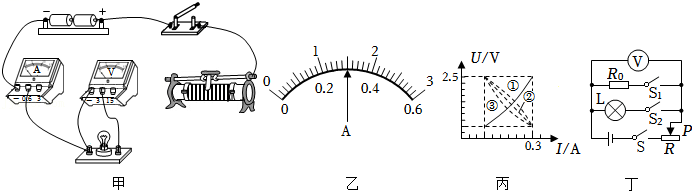 − +
A
− 0.6 3
V
− 3 15
甲
0 1 2 3
0 0.2 0.4 0.6
A
乙
U/V
2.5
①
②
③
0.3 I/A
丙
V
R₀ S₁
L S₂
S P
R
丁